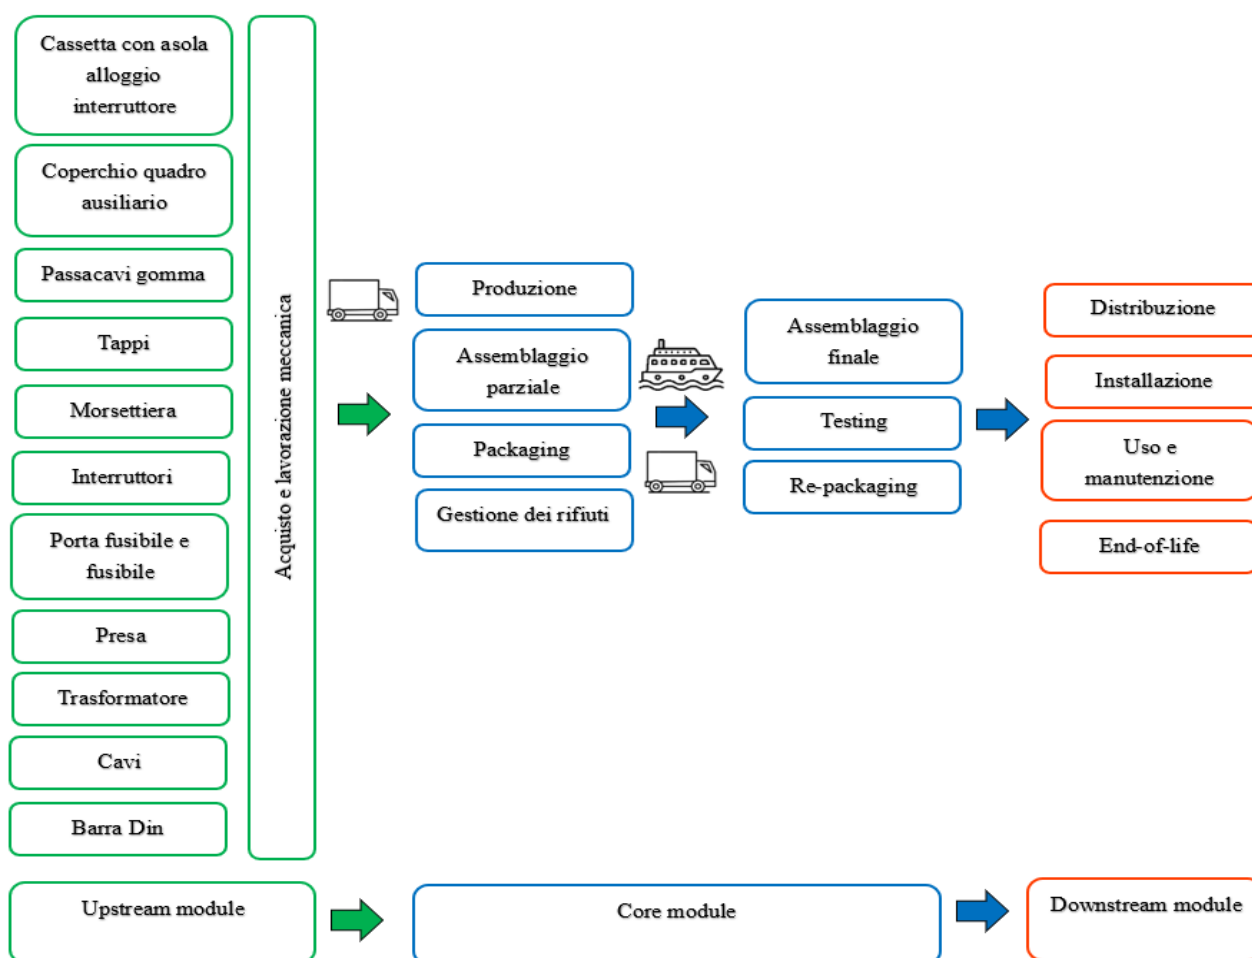 Cassetta con asola
alloggio
interruttore
Coperchio quadro
ausiliario
Passacavi gomma
Tappi
Morsettiera
Interruttori
Porta fusibile e
fusibile
Presa
Trasformatore
Cavi
Barra Din
Acquisto e lavorazione meccanica
Produzione
Assemblaggio
parziale
Packaging
Gestione dei rifiuti
Assemblaggio
finale
Testing
Re-packaging
Distribuzione
Installazione
Uso e
manutenzione
End-of-life
Upstream module
Core module
Downstream module